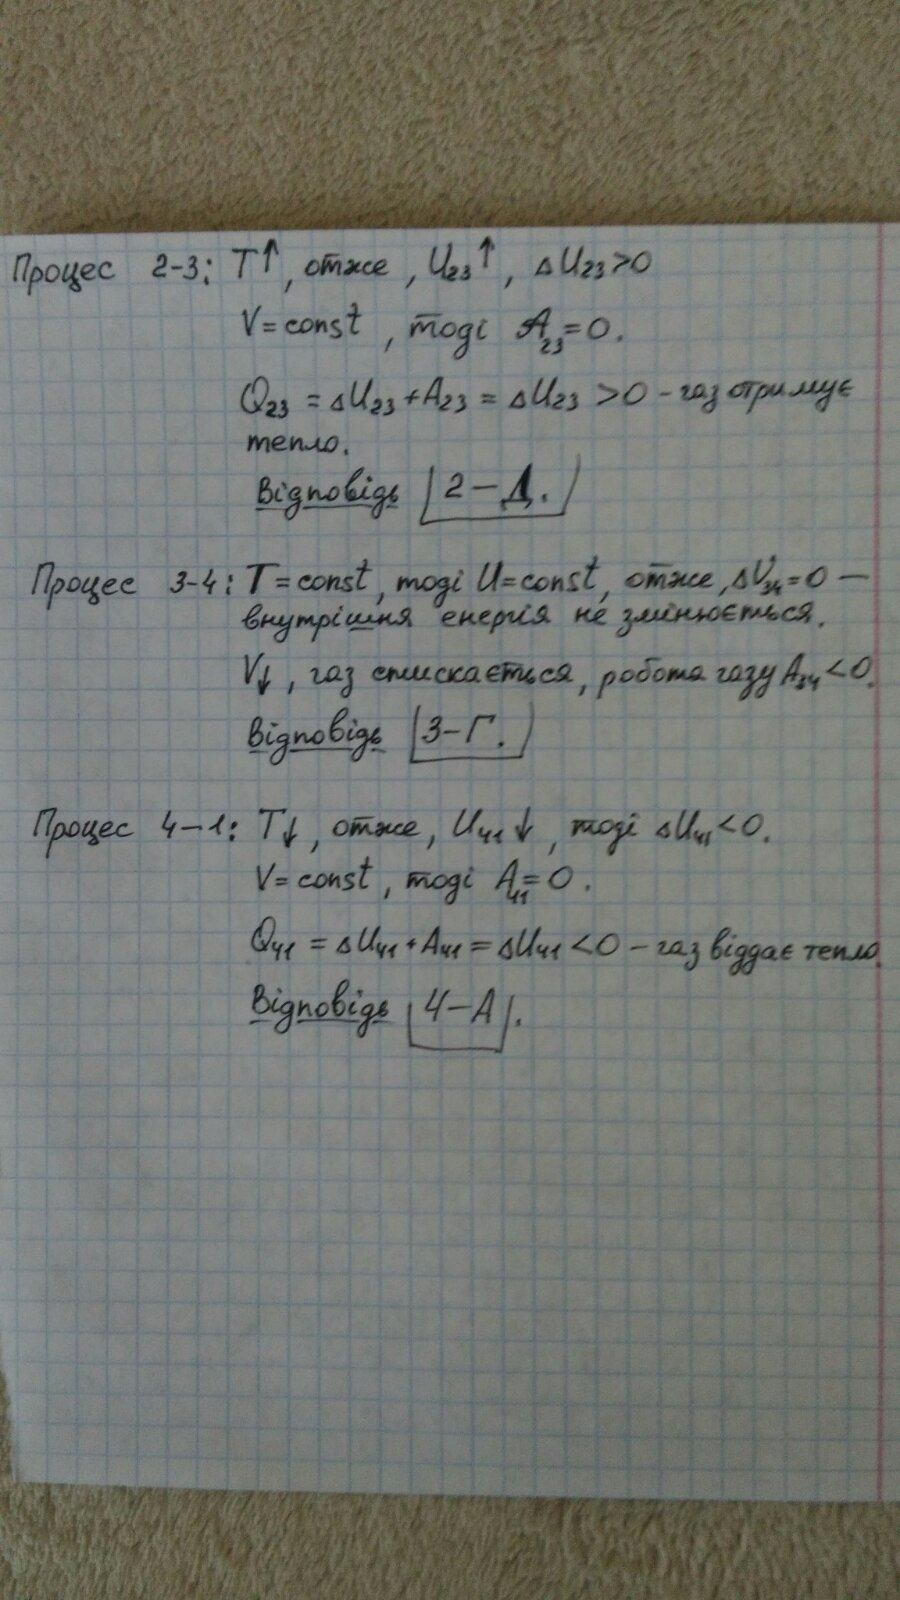 Процес 2-3: T↑, отже, U₂₃↑, ΔU₂₃>0
V=const, тоді A₂₃=0.
Q₂₃ = ΔU₂₃+A₂₃ = ΔU₂₃ >0 - газ отримує
тепло.
Відповідь 2-Д.
Процес 3-4: T=const, тоді U=const, отже, ΔU₃₄=0 —
внутрішня енергія не змінюється.
V↓, газ стискається, робота газу A₃₄<0.
Відповідь 3-Г.
Процес 4-1: T↓, отже, U₄₁↓, тоді ΔU₄₁<0.
V=const, тоді A₄₁=0.
Q₄₁ = ΔU₄₁+A₄₁ = ΔU₄₁<0 - газ віддає тепло
Відповідь 4-А.